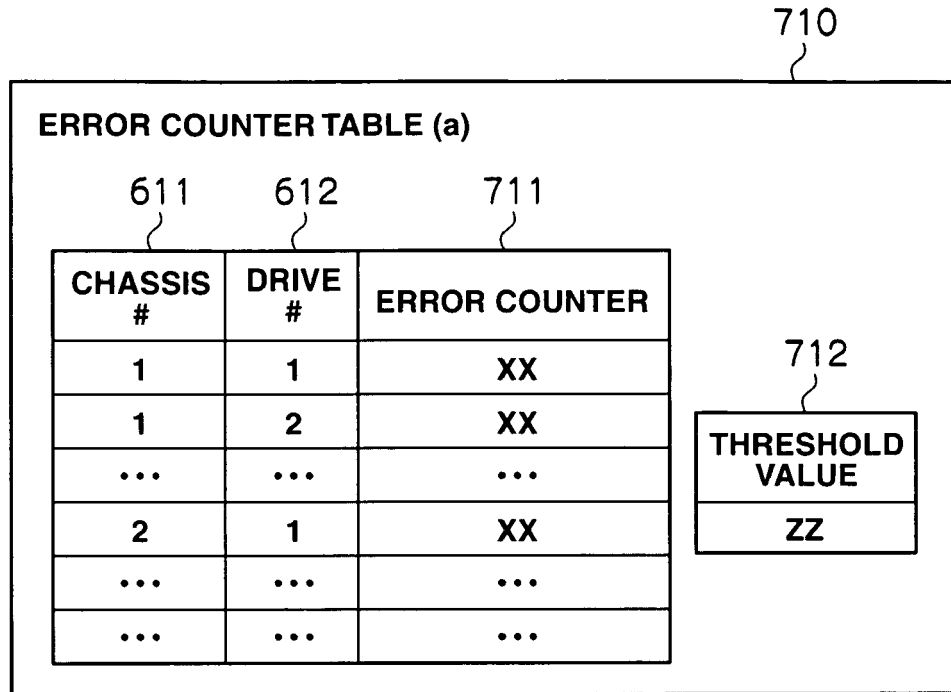 710
ERROR COUNTER TABLE (a)
611 612 711
CHASSIS # DRIVE # ERROR COUNTER
1 1 XX
1 2 XX
... ... ...
2 1 XX
... ... ...
... ... ...
712
THRESHOLD
VALUE
ZZ